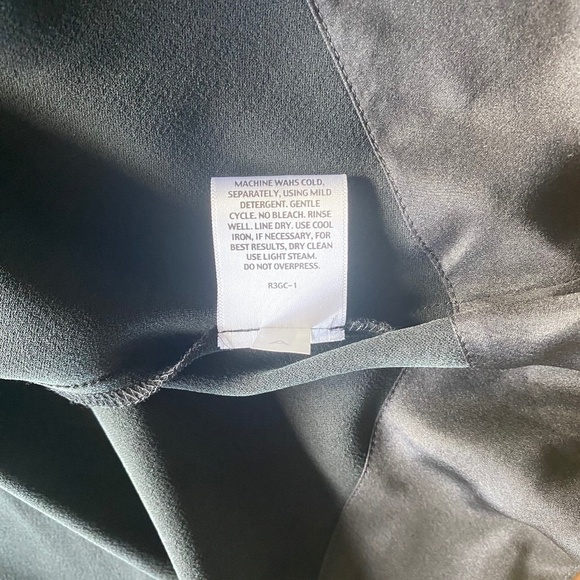 MACHINE WAHS COLD,
SEPARATELY, USING MILD
DETERGENT. GENTLE
CYCLE. NO BLEACH. RINSE
WELL. LINE DRY. USE COOL
IRON, IF NECESSARY, FOR
BEST RESULTS, DRY CLEAN
USE LIGHT STEAM.
DO NOT OVERPRESS.
R3GC-1